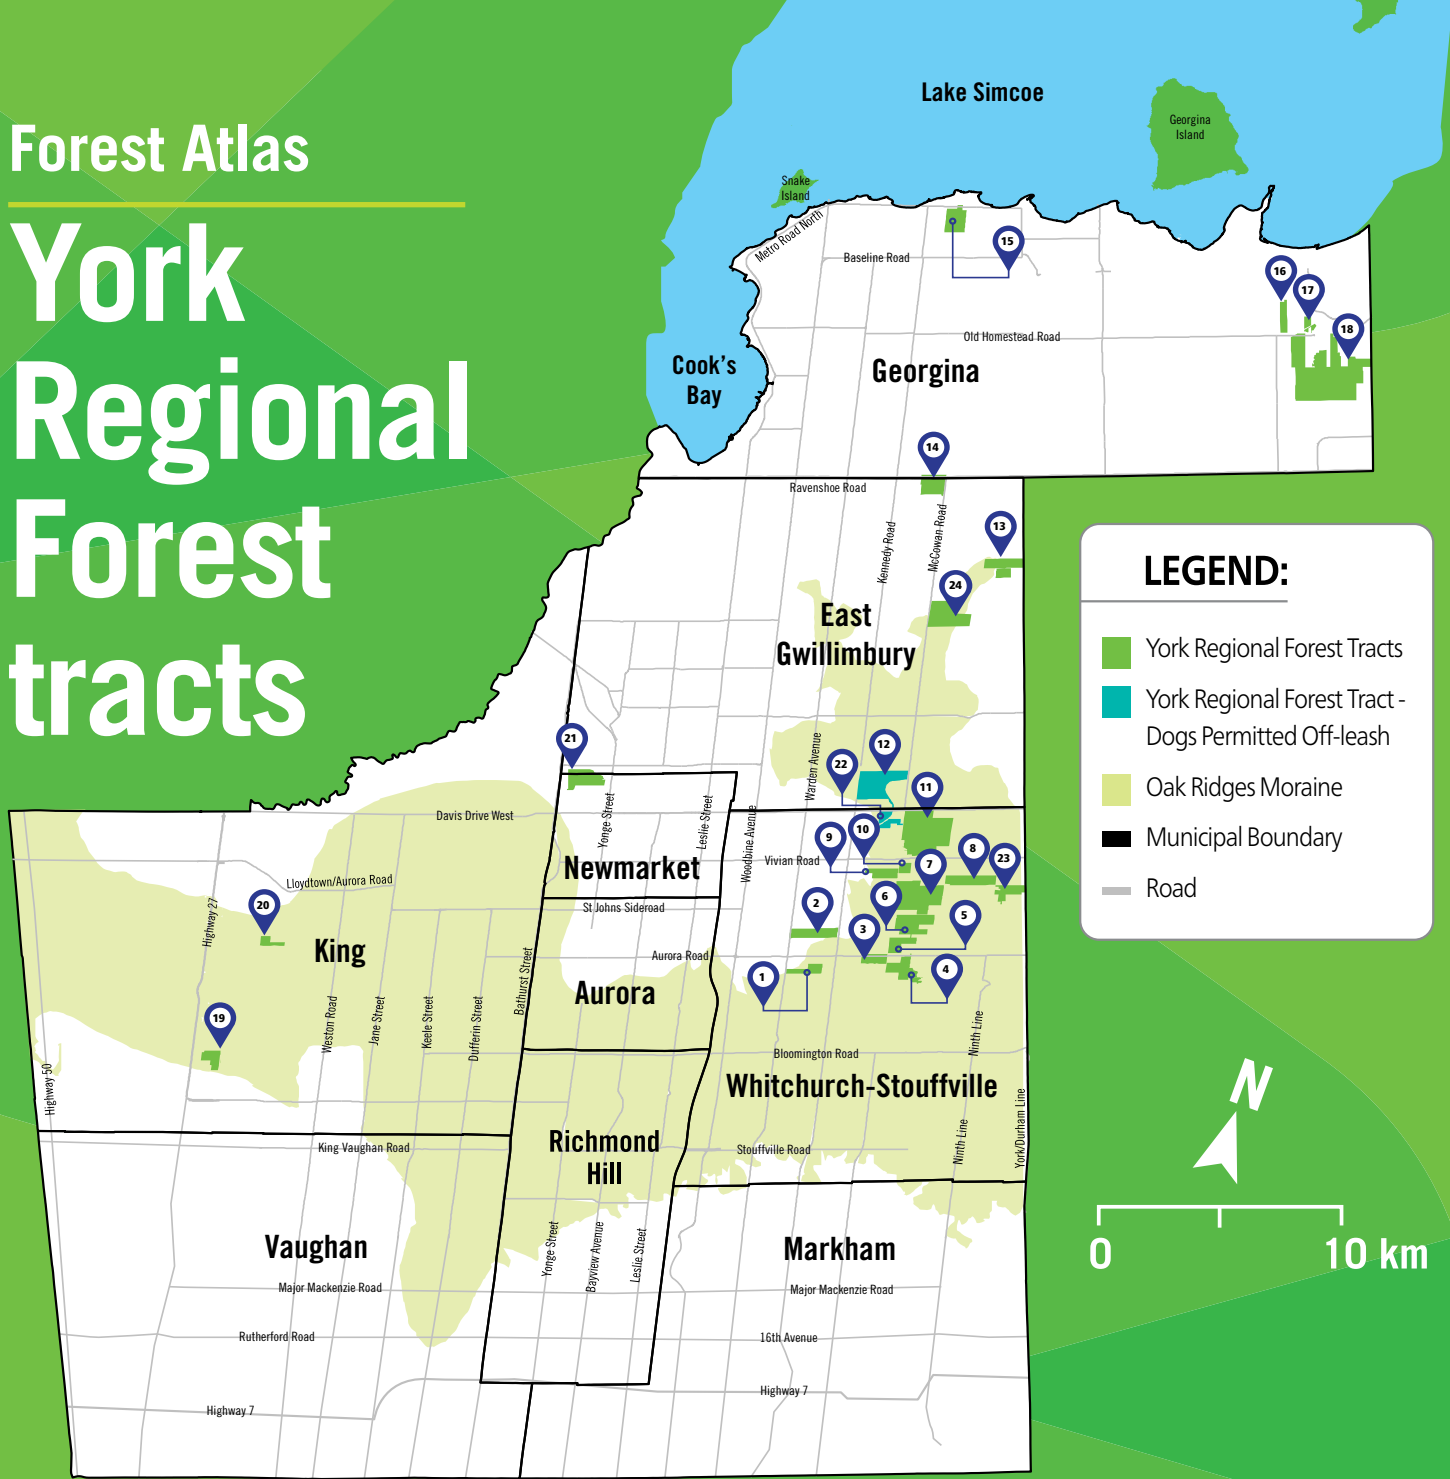 Forest Atlas
York
Regional
Forest
tracts
Lake Simcoe
Georgina
Island
Snake
Island
Metro Road North
Baseline Road
15
16
17
18
Old Homestead Road
Cook's
Bay
Georgina
14
Ravenshoe Road
Kennedy Road
McCowan Road
13
24
East
Gwillimbury
21
Warden Avenue
22
12
11
Davis Drive West
Yonge Street
Leslie Street
Woodbine Avenue
9
10
Vivian Road
7
8
23
Newmarket
Lloydtown/Aurora Road
Highway 27
20
King
St Johns Sideroad
2
6
3
5
Aurora Road
1
4
Aurora
Bathurst Street
19
Weston Road
Jane Street
Keele Street
Dufferin Street
Highway 50
Ninth Line
Bloomington Road
Whitchurch-Stouffville
York/Durham Line
Richmond
Hill
King Vaughan Road
Stouffville Road
Ninth Line
Vaughan
Yonge Street
Bayview Avenue
Leslie Street
Markham
Major Mackenzie Road
Major Mackenzie Road
Rutherford Road
16th Avenue
Highway 7
Highway 7
LEGEND:
York Regional Forest Tracts
York Regional Forest Tract -
Dogs Permitted Off-leash
Oak Ridges Moraine
Municipal Boundary
Road
N
0
10 km